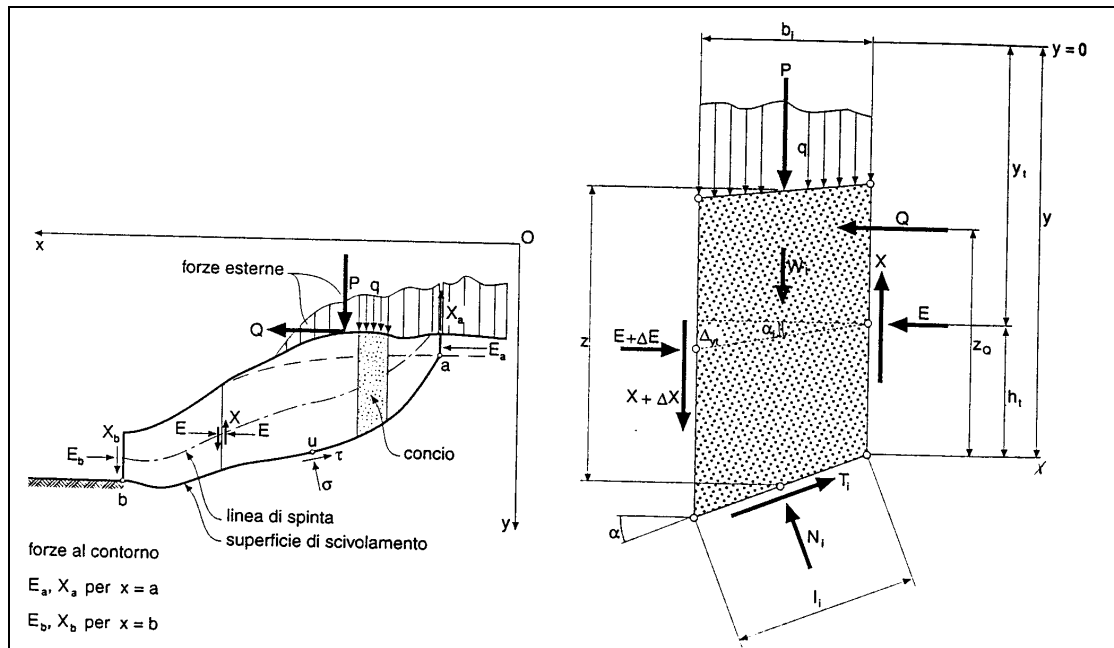 x
O
forze esterne
P
q
X_a
Q
E_a
a
X
E
E
X_b
E_b
concio
u
τ
σ
b
linea di spinta
superficie di scivolamento
y
forze al contorno
E_a, X_a per x = a
E_b, X_b per x = b
b_i
y = 0
P
q
y_t
y
Q
W_i
X
z
E+ΔE
α_t
E
z_Q
X + ΔX
h_t
T_i
α
N_i
l_i